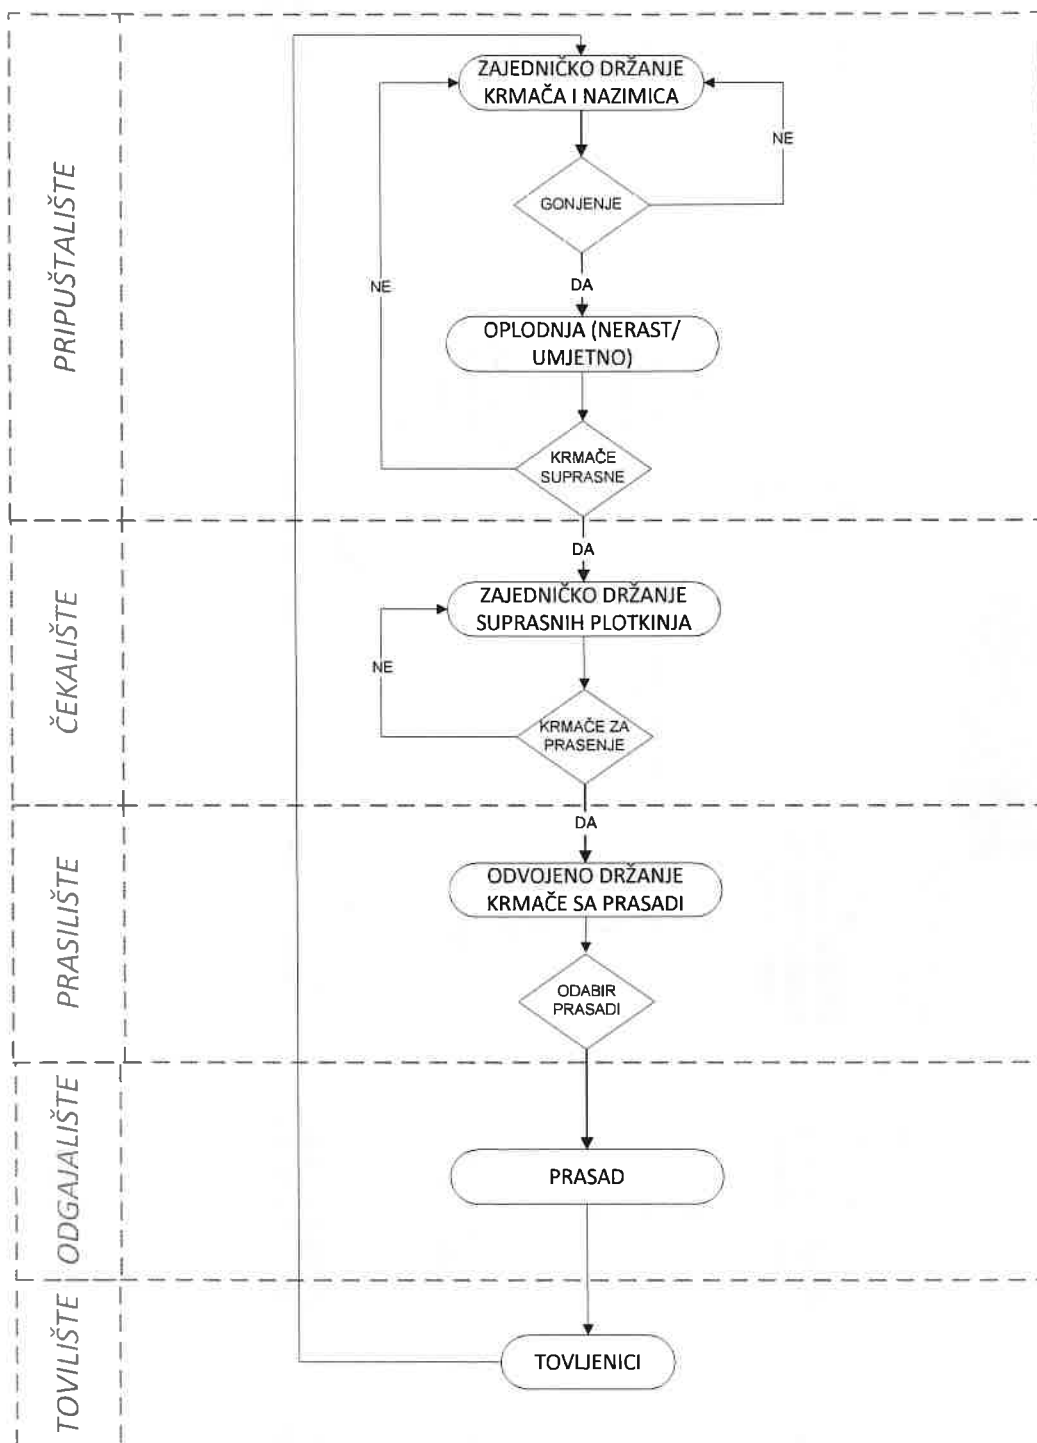 PRIPUŠTALIŠTE
ZAJEDNIČKO DRŽANJE
KRMAČA I NAZIMICA
NE
GONJENJE
NE
DA
OPLODNJA (NERAST/
UMJETNO)
KRMAČE
SUPRASNE
ČEKALIŠTE
DA
ZAJEDNIČKO DRŽANJE
SUPRASNIH PLOTKINJA
NE
KRMAČE ZA
PRASENJE
PRASILIŠTE
DA
ODVOJENO DRŽANJE
KRMAČE SA PRASADI
ODABIR
PRASADI
ODGAJALIŠTE
PRASAD
TOVILIŠTE
TOVLJENICI